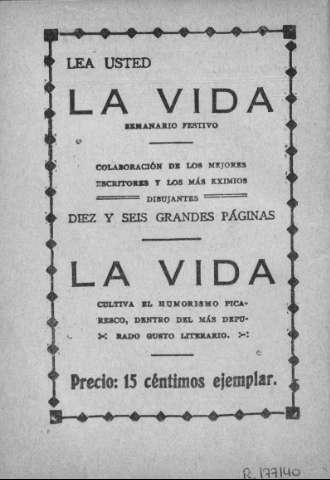 LEA USTED
LA VIDA
SEMANARIO FESTIVO
COLABORACIÓN DE LOS MEJORES
ESCRITORES Y LOS MÁS EXIMIOS
DIBUJANTES
DIEZ Y SEIS GRANDES PÁGINAS
LA VIDA
CULTIVA EL HUMORISMO PICA-
RESCO, DENTRO DEL MÁS DEPU-
RADO GUSTO LITERARIO.
Precio: 15 céntimos ejemplar.
R. 177140